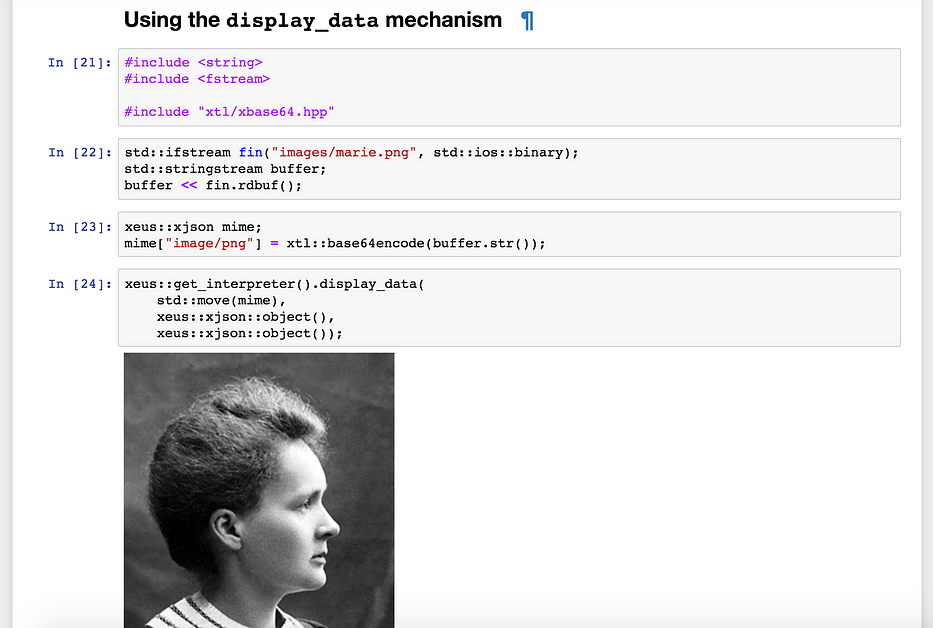 Using the display_data mechanism ¶
In [21]: #include <string>
#include <fstream>
#include "xtl/xbase64.hpp"
In [22]: std::ifstream fin("images/marie.png", std::ios::binary);
std::stringstream buffer;
buffer << fin.rdbuf();
In [23]: xeus::xjson mime;
mime["image/png"] = xtl::base64encode(buffer.str());
In [24]: xeus::get_interpreter().display_data(
    std::move(mime),
    xeus::xjson::object(),
    xeus::xjson::object());